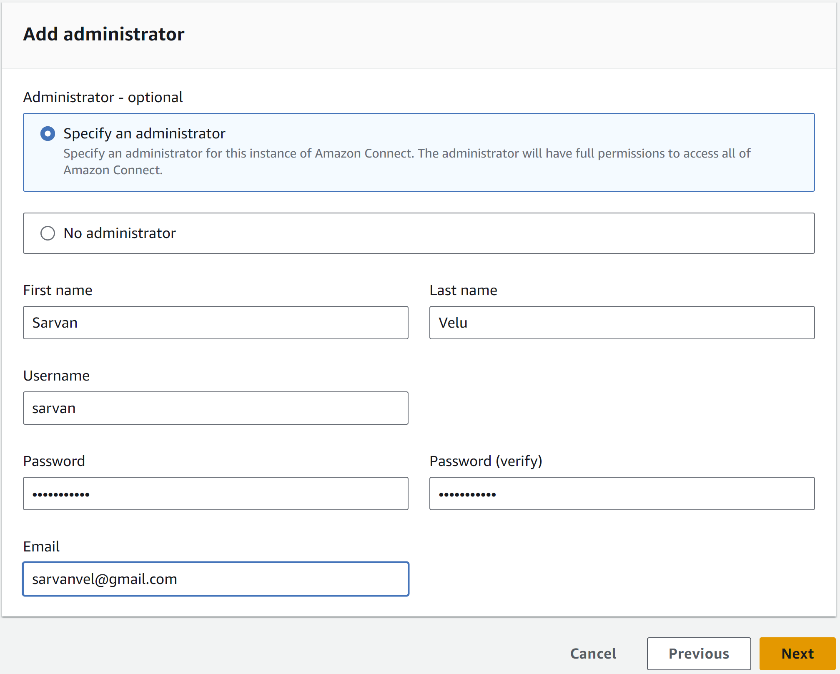 Add administrator
Administrator - optional
Specify an administrator
Specify an administrator for this instance of Amazon Connect. The administrator will have full permissions to access all of
Amazon Connect.
No administrator
First name
Last name
Sarvan
Velu
Username
sarvan
Password
Password (verify)
•••••••••••
•••••••••••
Email
sarvanvel@gmail.com
Cancel
Previous
Next